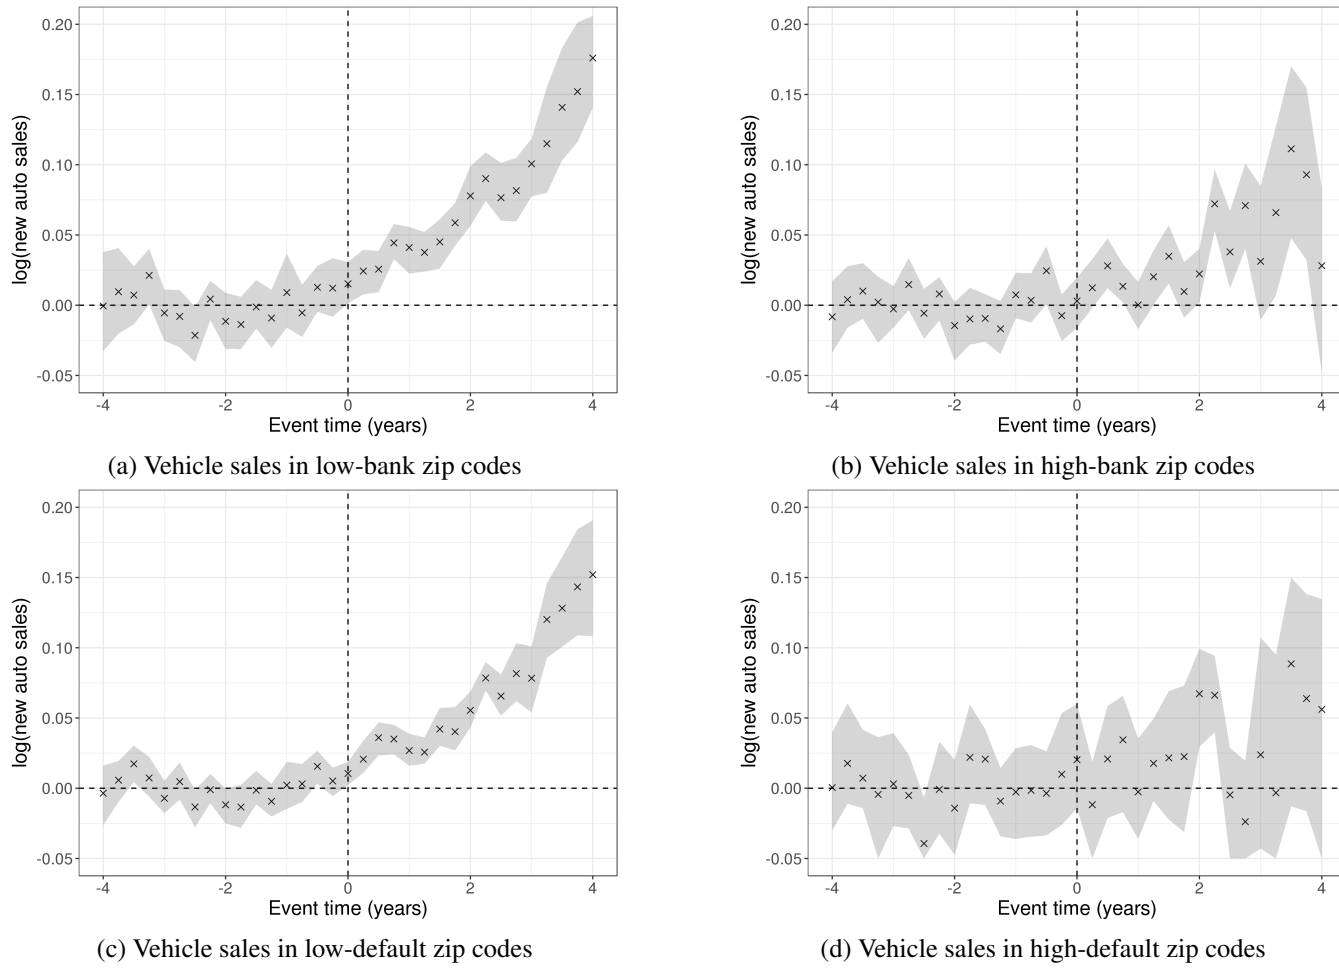 0.20
0.15
0.10
0.05
0.00
-0.05
log(new auto sales)
-4 -2 0 2 4
Event time (years)
(a) Vehicle sales in low-bank zip codes
0.20
0.15
0.10
0.05
0.00
-0.05
log(new auto sales)
-4 -2 0 2 4
Event time (years)
(b) Vehicle sales in high-bank zip codes
0.20
0.15
0.10
0.05
0.00
-0.05
log(new auto sales)
-4 -2 0 2 4
Event time (years)
(c) Vehicle sales in low-default zip codes
0.20
0.15
0.10
0.05
0.00
-0.05
log(new auto sales)
-4 -2 0 2 4
Event time (years)
(d) Vehicle sales in high-default zip codes